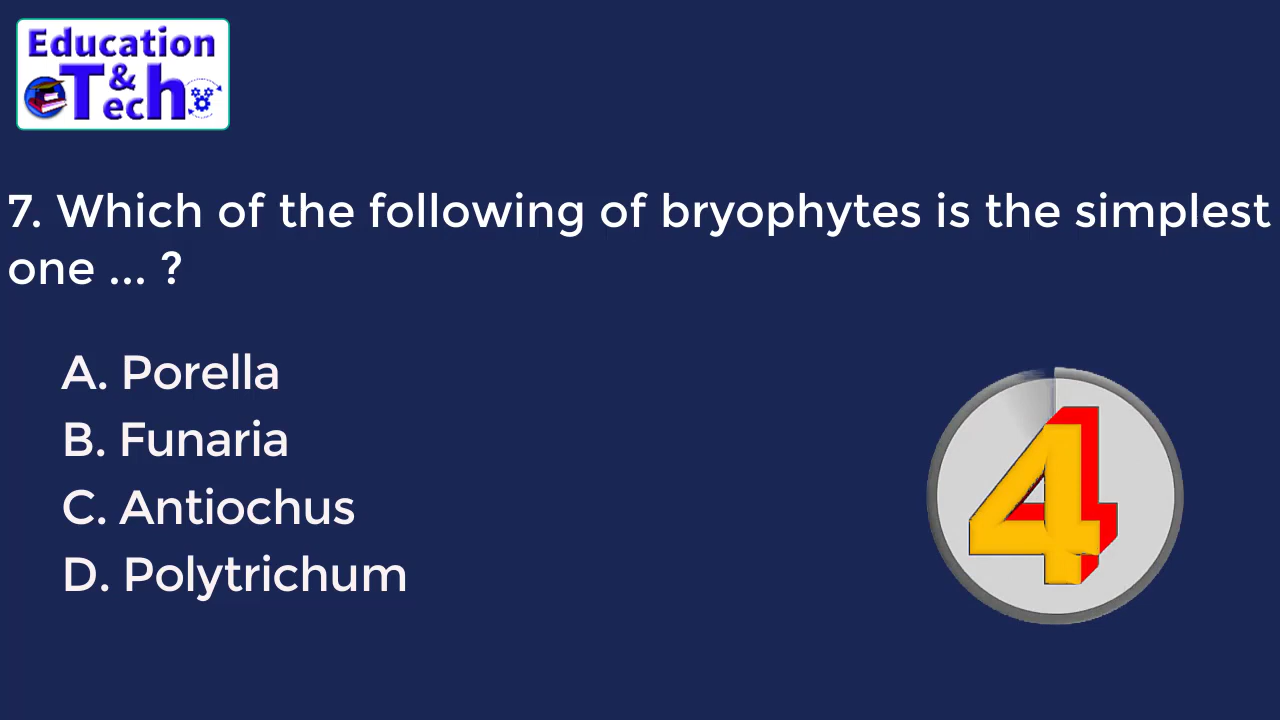 Education
&
Tech
7. Which of the following of bryophytes is the simplest
one ... ?
A. Porella
B. Funaria
C. Antiochus
D. Polytrichum
4